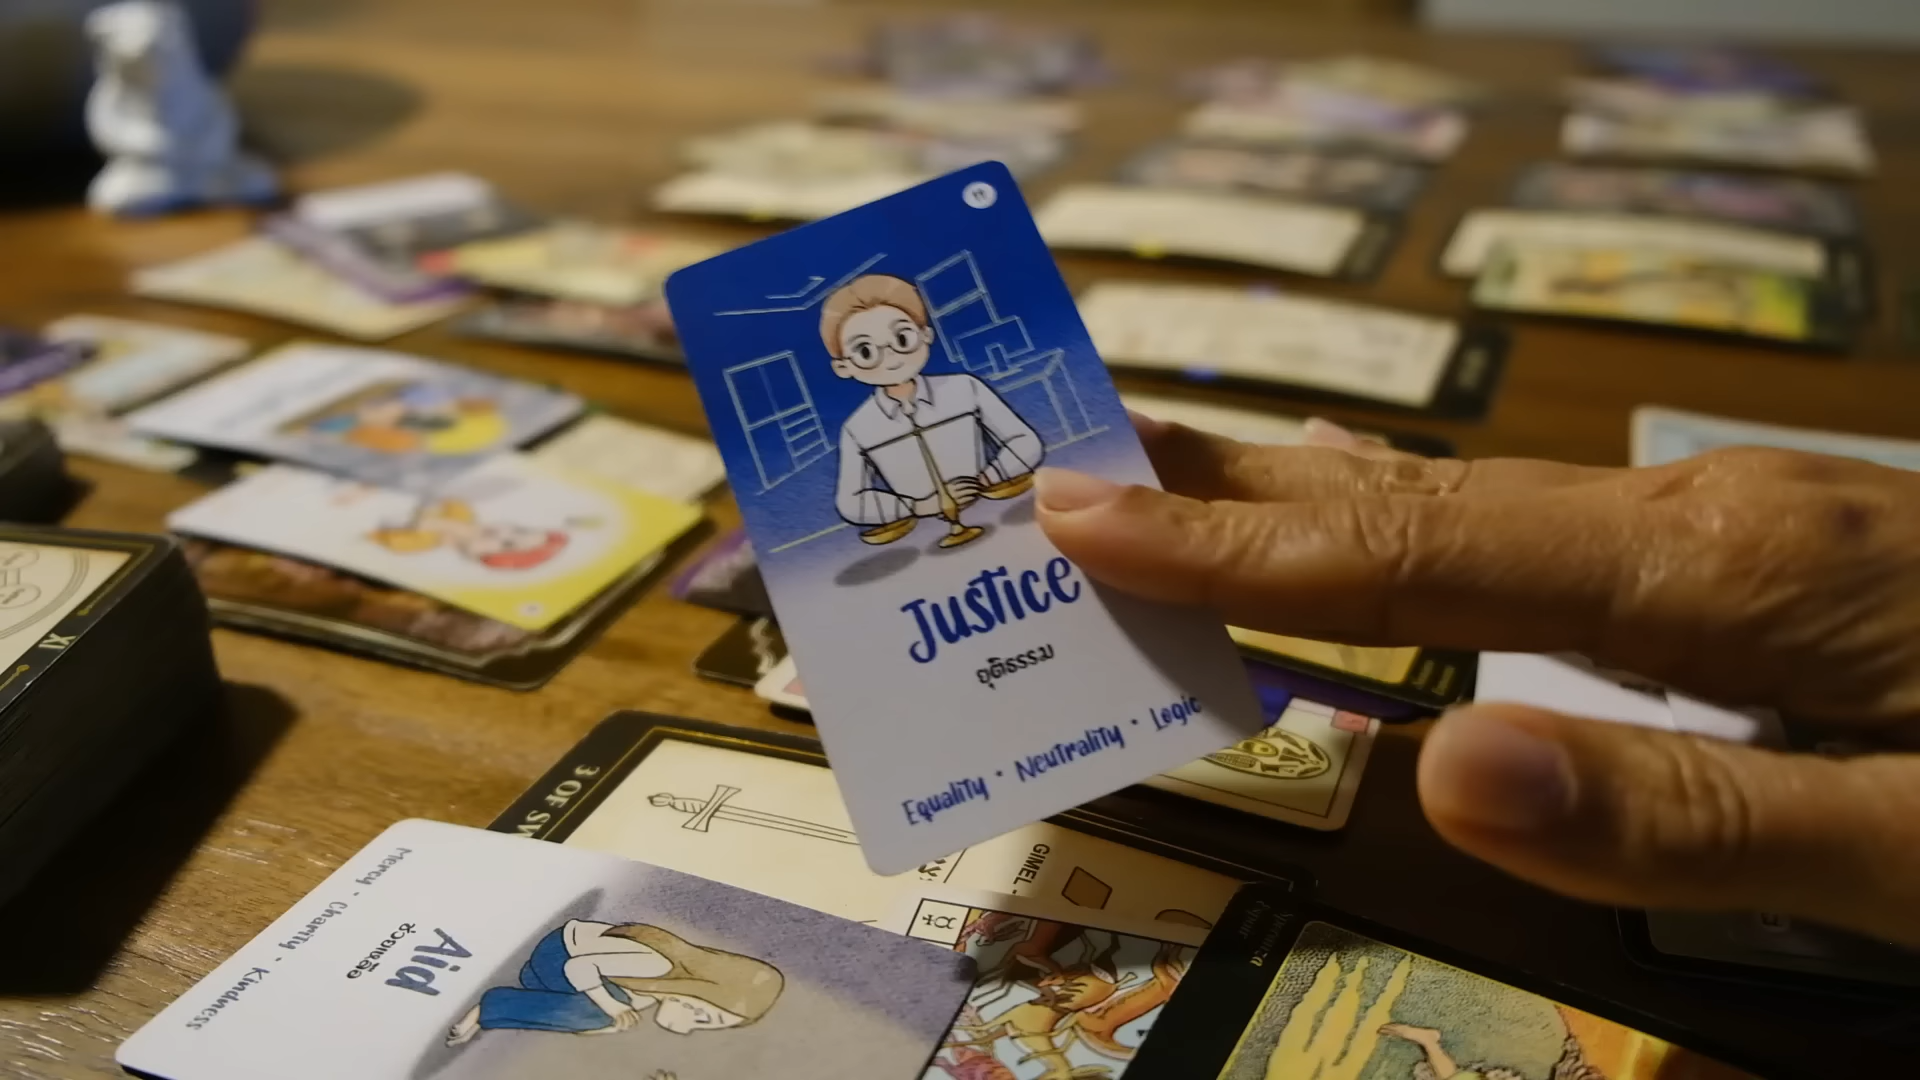 Justice
ยุติธรรม
Equality • Neutrality • Logic
3 OF SW
GIMEL -
Mercy - Charity - Kindness
ช่วยเหลือ
Aid
XI